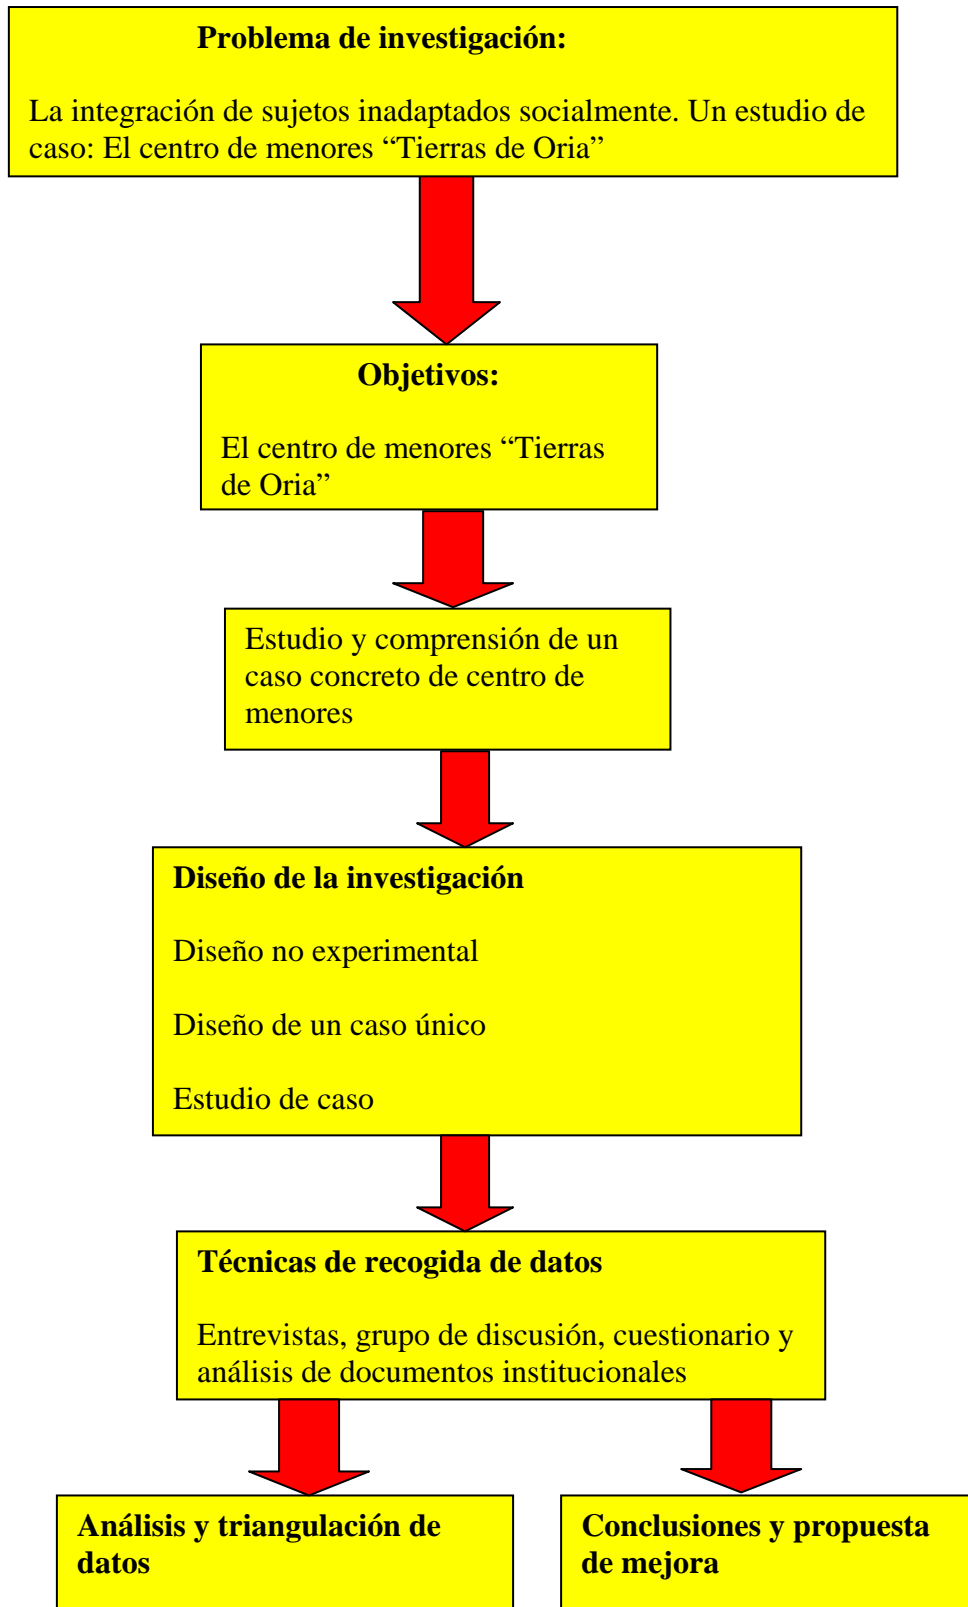 Problema de investigación:
La integración de sujetos inadaptados socialmente. Un estudio de
caso: El centro de menores “Tierras de Oria”
Objetivos:
El centro de menores “Tierras
de Oria”
Estudio y comprensión de un
caso concreto de centro de
menores
Diseño de la investigación
Diseño no experimental
Diseño de un caso único
Estudio de caso
Técnicas de recogida de datos
Entrevistas, grupo de discusión, cuestionario y
análisis de documentos institucionales
Análisis y triangulación de
datos
Conclusiones y propuesta
de mejora